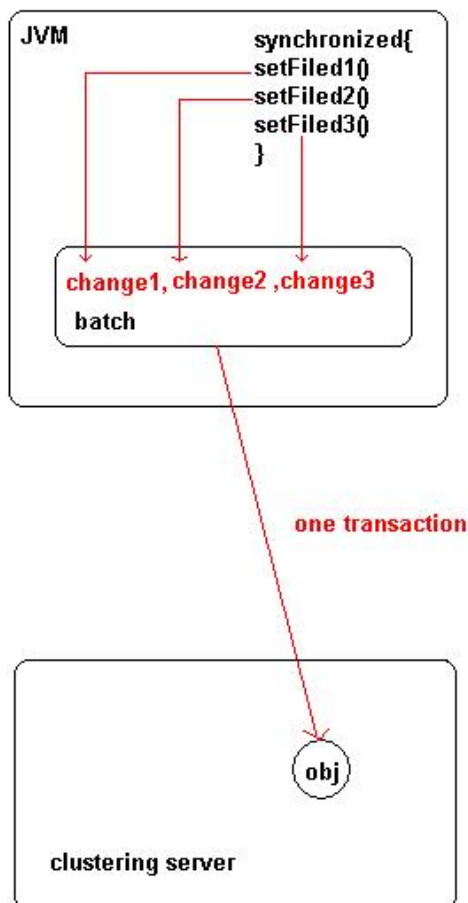 JVM
synchronized{
setFiled1()
setFiled2()
setFiled3()
}
change1, change2 ,change3
batch
one transaction
obj
clustering server